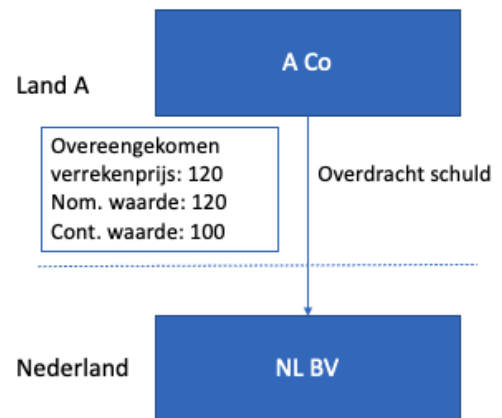 A Co
Land A
Overeengekomen
verrekenprijs: 120
Nom. waarde: 120
Cont. waarde: 100
Overdracht schuld
Nederland
NL BV